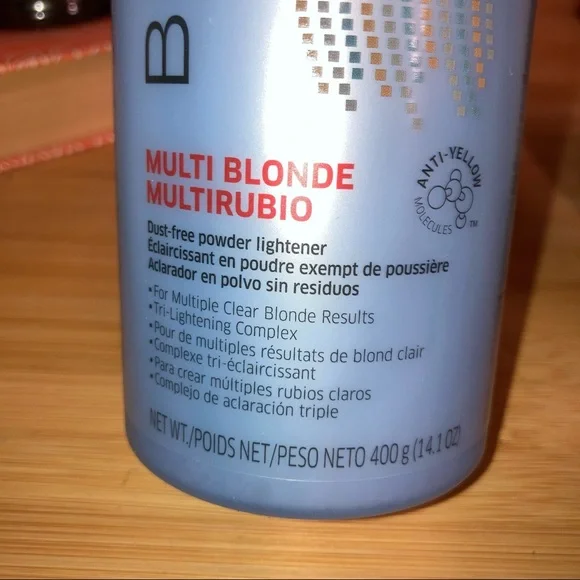 B
MULTI BLONDE
MULTIRUBIO
Dust-free powder lightener
Éclaircissant en poudre exempt de poussière
Aclarador en polvo sin residuos
•For Multiple Clear Blonde Results
•Tri-Lightening Complex
•Pour de multiples résultats de blond clair
•Complexe tri-éclaircissant
•Para crear múltiples rubios claros
•Complejo de aclaración triple
NET WT./POIDS NET/PESO NETO 400 g (14.1 OZ)
ANTI-YELLOW
MOLECULES™